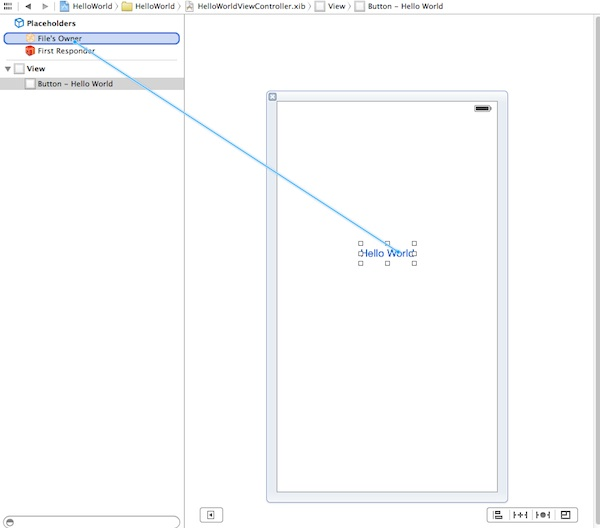 HelloWorld HelloWorld HelloWorldViewController.xib View Button – Hello World
Placeholders
File's Owner
First Responder
View
Button – Hello World
Hello World